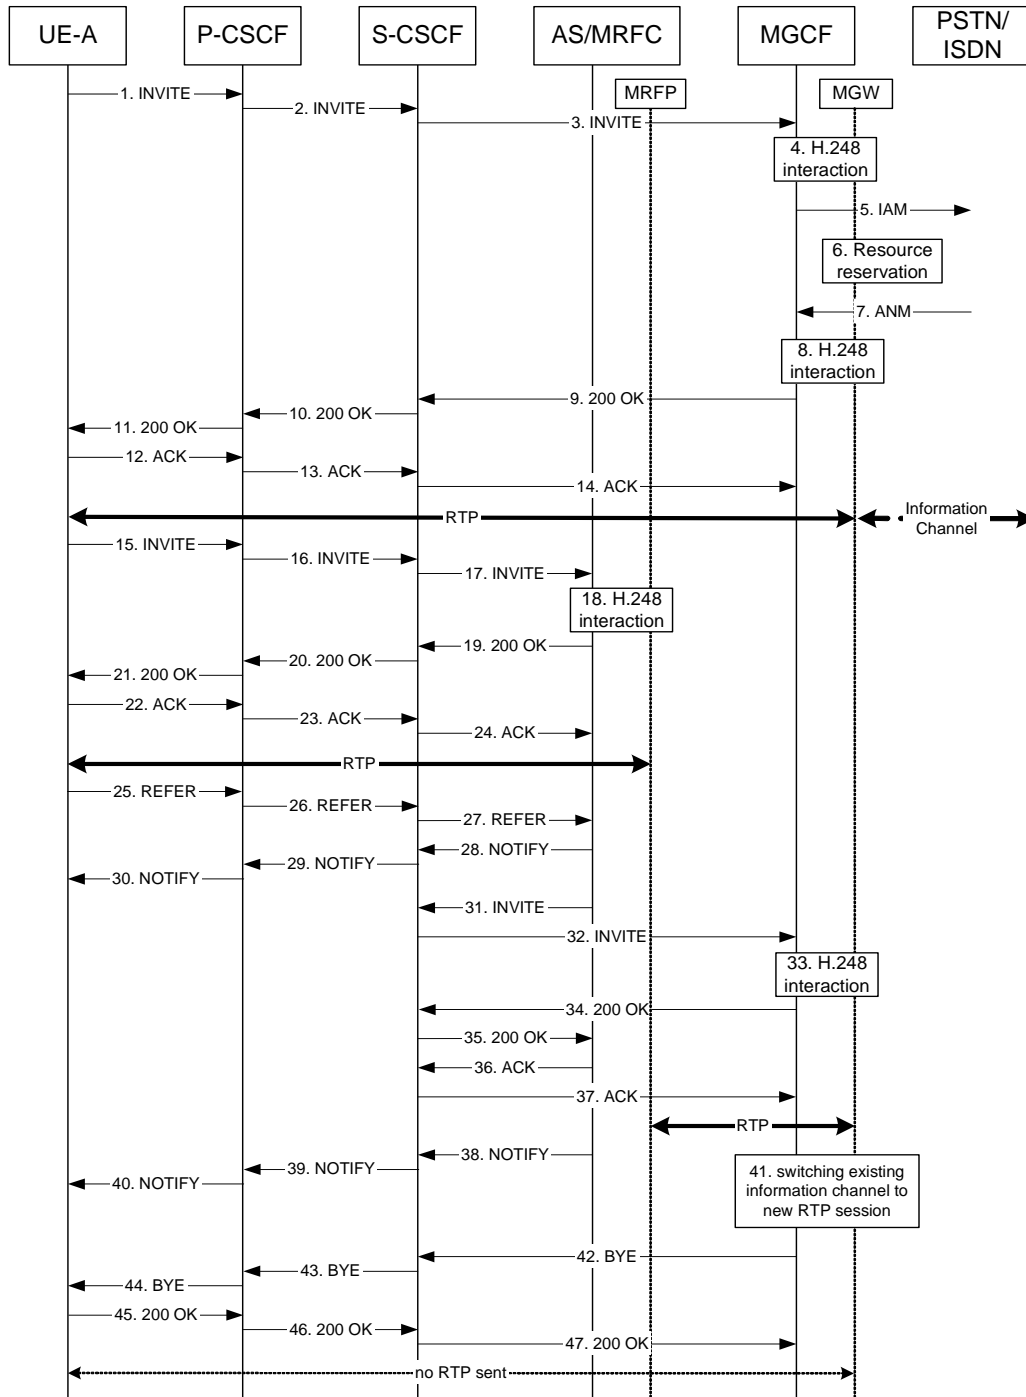 UE-A
P-CSCF
S-CSCF
AS/MRFC
MGCF
PSTN/
ISDN
MRFP
MGW
1. INVITE
2. INVITE
3. INVITE
4. H.248
interaction
5. IAM
6. Resource
reservation
7. ANM
8. H.248
interaction
9. 200 OK
10. 200 OK
11. 200 OK
12. ACK
13. ACK
14. ACK
RTP
Information
Channel
15. INVITE
16. INVITE
17. INVITE
18. H.248
interaction
19. 200 OK
20. 200 OK
21. 200 OK
22. ACK
23. ACK
24. ACK
RTP
25. REFER
26. REFER
27. REFER
28. NOTIFY
29. NOTIFY
30. NOTIFY
31. INVITE
32. INVITE
33. H.248
interaction
34. 200 OK
35. 200 OK
36. ACK
37. ACK
RTP
38. NOTIFY
39. NOTIFY
40. NOTIFY
41. switching existing
information channel to
new RTP session
42. BYE
43. BYE
44. BYE
45. 200 OK
46. 200 OK
47. 200 OK
no RTP sent